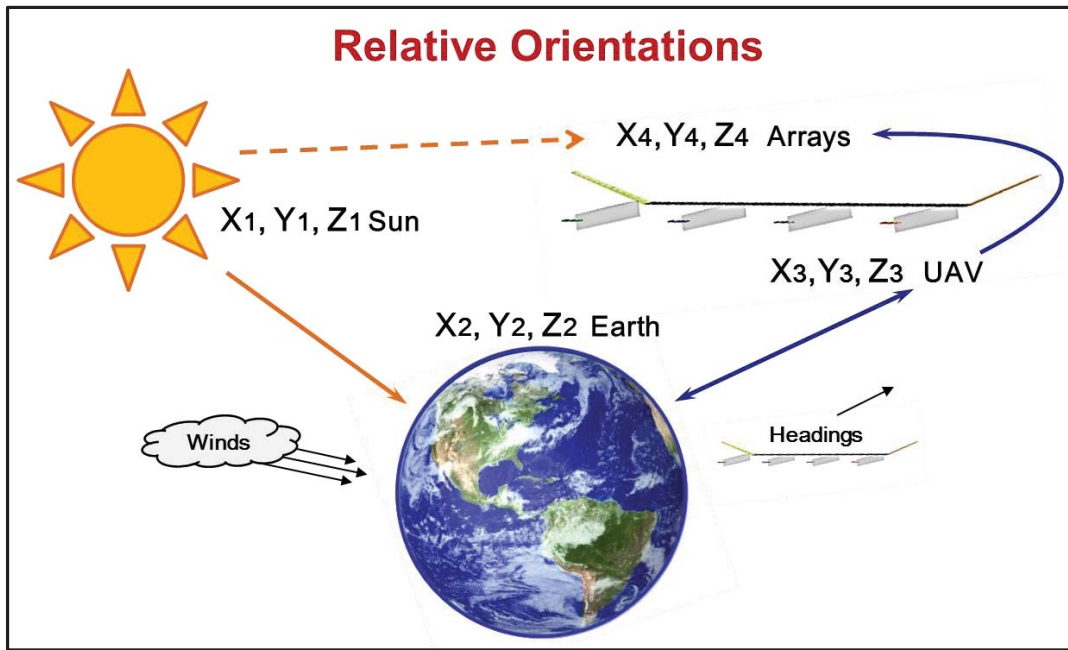 Relative Orientations
X4,Y4, Z4 Arrays
X1, Y1, Z1 Sun
X3,Y3, Z3 UAV
X2, Y2, Z2 Earth
Winds
Headings